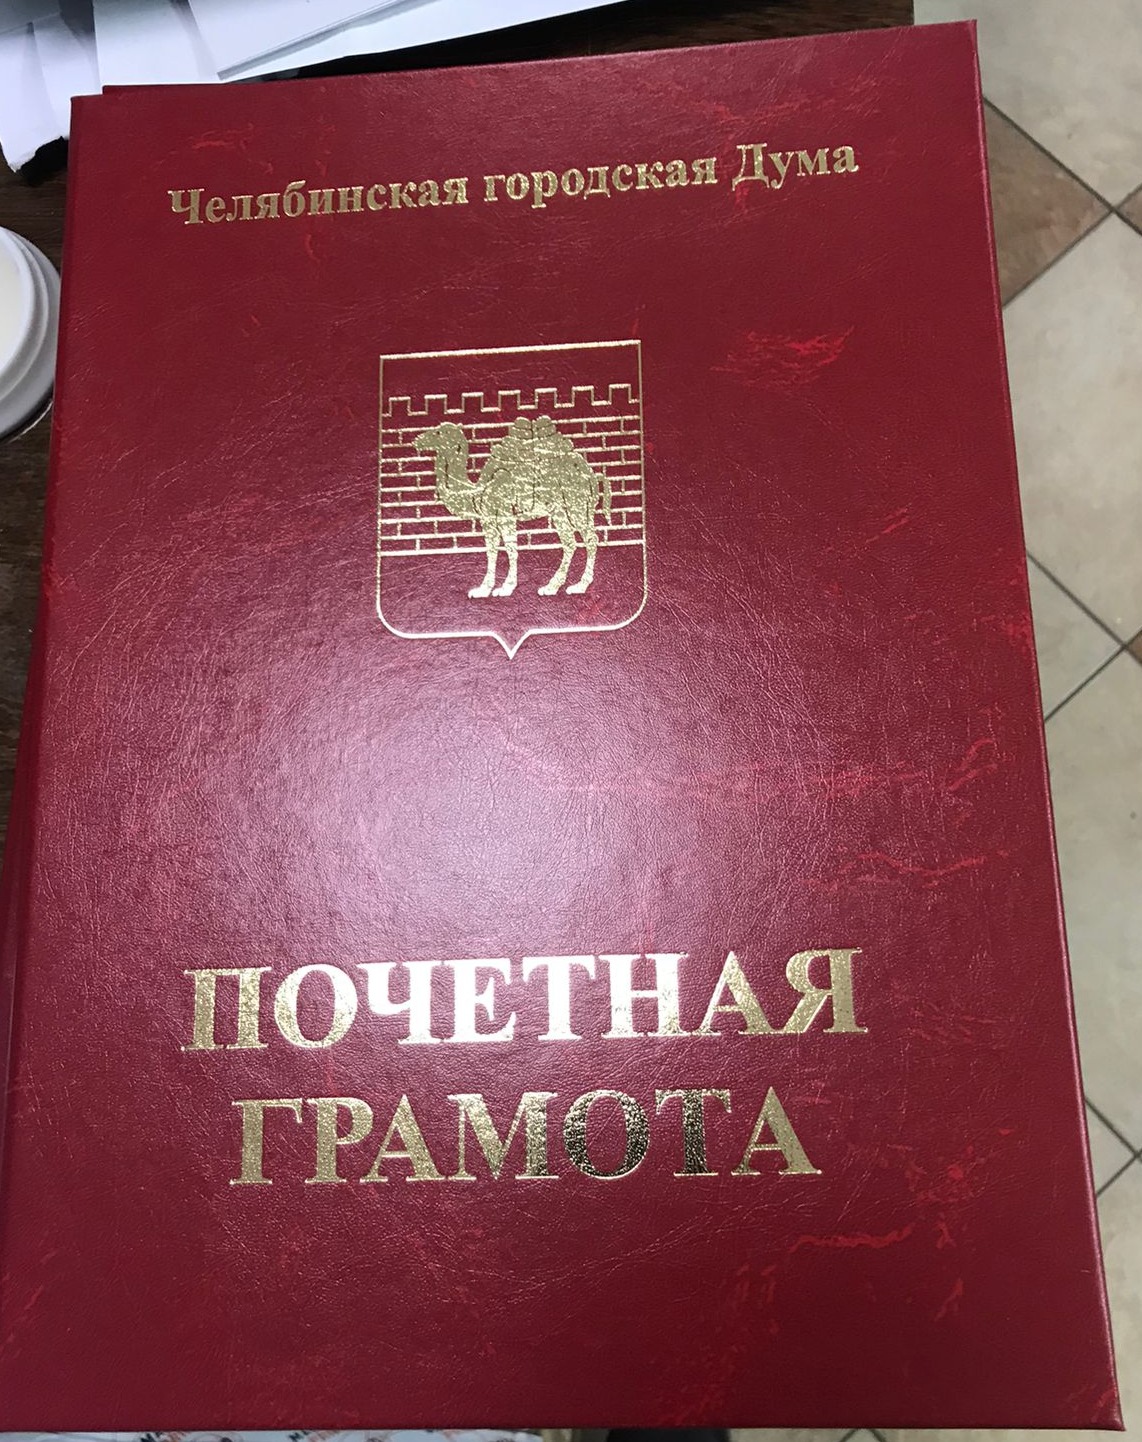 Челябинская городская Дума
ПОЧЕТНАЯ
ГРАМОТА